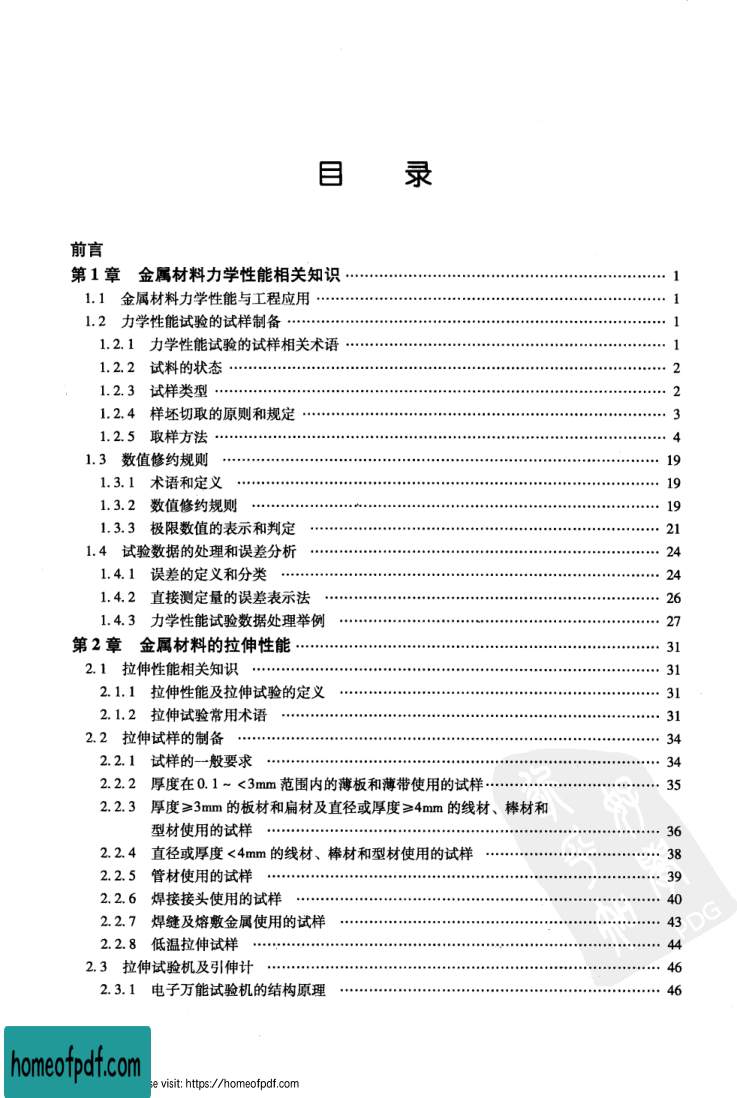 目 录
前言
第1章 金属材料力学性能相关知识 …… 1
1.1 金属材料力学性能与工程应用 …… 1
1.2 力学性能试验的试样制备 …… 1
1.2.1 力学性能试验的试样相关术语 …… 1
1.2.2 试料的状态 …… 2
1.2.3 试样类型 …… 2
1.2.4 样坯切取的原则和规定 …… 3
1.2.5 取样方法 …… 4
1.3 数值修约规则 …… 19
1.3.1 术语和定义 …… 19
1.3.2 数值修约规则 …… 19
1.3.3 极限数值的表示和判定 …… 21
1.4 试验数据的处理和误差分析 …… 24
1.4.1 误差的定义和分类 …… 24
1.4.2 直接测定量的误差表示法 …… 26
1.4.3 力学性能试验数据处理举例 …… 27
第2章 金属材料的拉伸性能 …… 31
2.1 拉伸性能相关知识 …… 31
2.1.1 拉伸性能及拉伸试验的定义 …… 31
2.1.2 拉伸试验常用术语 …… 31
2.2 拉伸试样的制备 …… 34
2.2.1 试样的一般要求 …… 34
2.2.2 厚度在0.1~<3mm范围内的薄板和薄带使用的试样 …… 35
2.2.3 厚度≥3mm的板材和扁材及直径或厚度≥4mm的线材、棒材和
型材使用的试样 …… 36
2.2.4 直径或厚度<4mm的线材、棒材和型材使用的试样 …… 38
2.2.5 管材使用的试样 …… 39
2.2.6 焊接接头使用的试样 …… 40
2.2.7 焊缝及熔敷金属使用的试样 …… 43
2.2.8 低温拉伸试样 …… 44
2.3 拉伸试验机及引伸计 …… 46
2.3.1 电子万能试验机的结构原理 …… 46
PDG
homeofpdf.com
se visit: https://homeofpdf.com